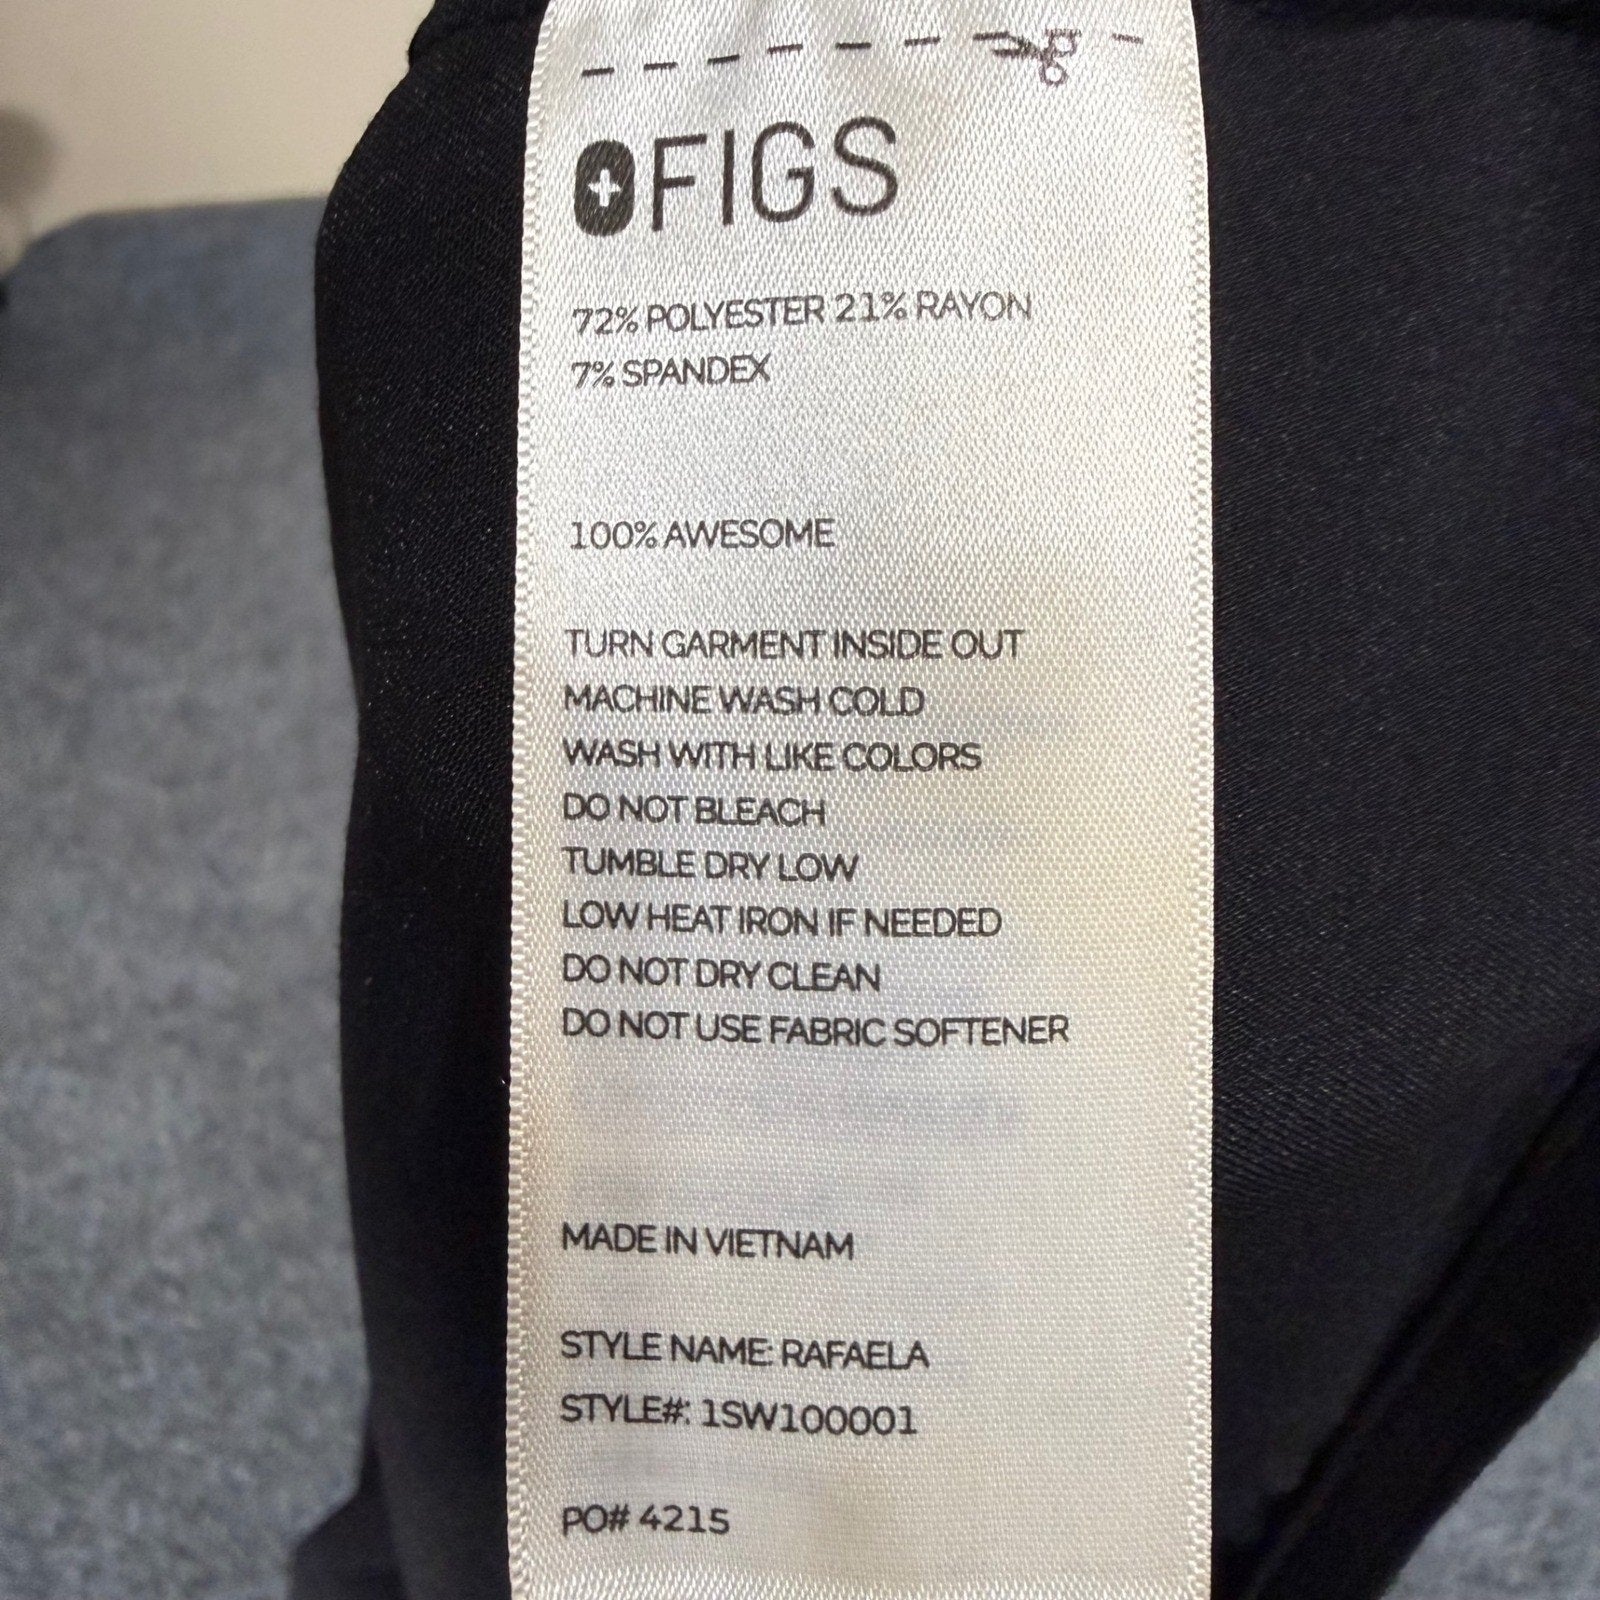 FIGS
72% POLYESTER 21% RAYON
7% SPANDEX
100% AWESOME
TURN GARMENT INSIDE OUT
MACHINE WASH COLD
WASH WITH LIKE COLORS
DO NOT BLEACH
TUMBLE DRY LOW
LOW HEAT IRON IF NEEDED
DO NOT DRY CLEAN
DO NOT USE FABRIC SOFTENER
MADE IN VIETNAM
STYLE NAME: RAFAELA
STYLE#: 1SW100001
PO# 4215